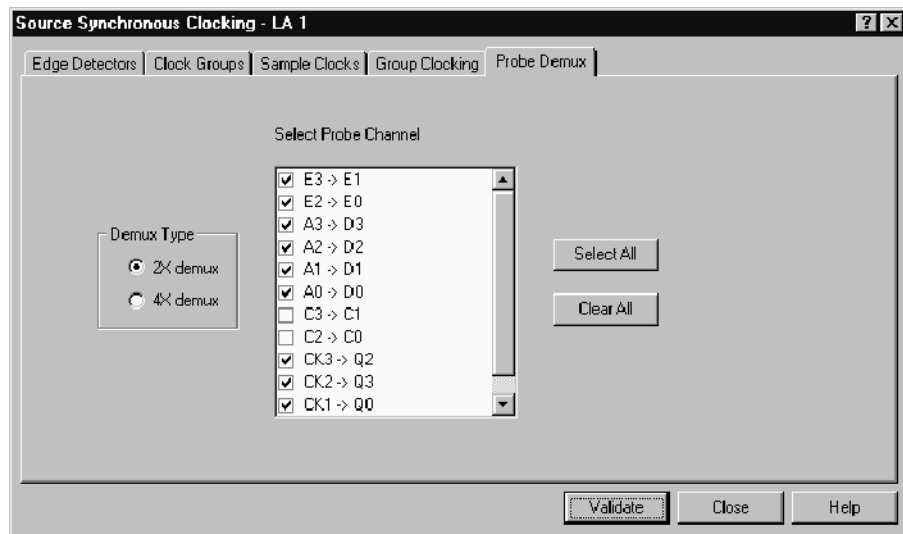 Source Synchronous Clocking - LA 1
Edge Detectors
Clock Groups
Sample Clocks
Group Clocking
Probe Demux
Select Probe Channel
E3 -> E1
E2 -> E0
A3 -> D3
A2 -> D2
A1 -> D1
A0 -> D0
C3 -> C1
C2 -> C0
CK3 -> Q2
CK2 -> Q3
CK1 -> Q0
Demux Type
2X demux
4X demux
Select All
Clear All
Validate
Close
Help